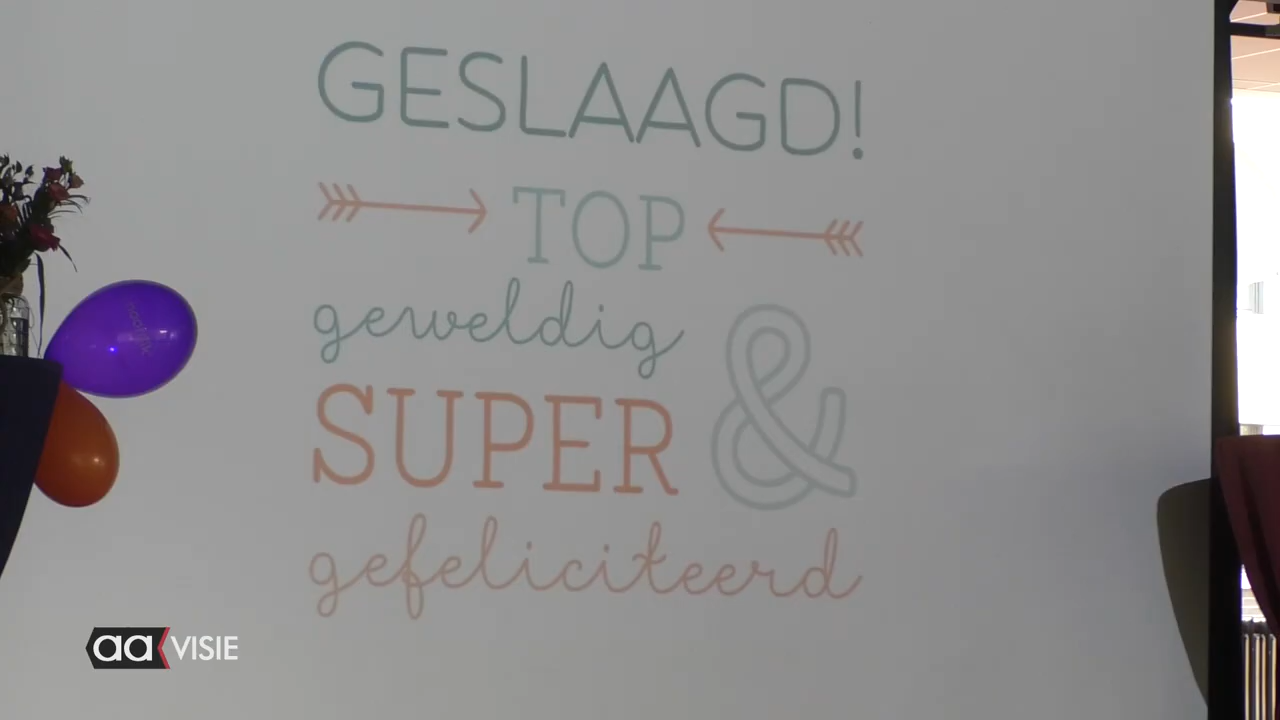 GESLAAGD!
TOP
geweldig
SUPER &
gefeliciteerd
aa VISIE